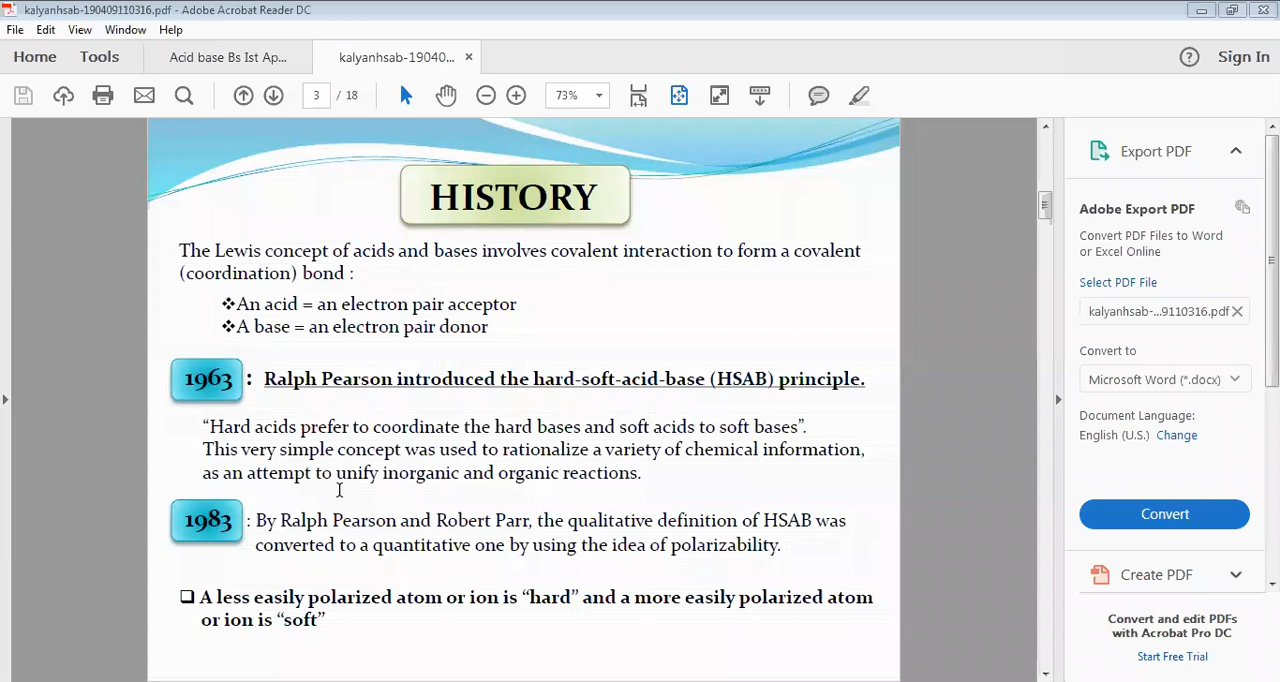 kalyanhsab-190409110316.pdf - Adobe Acrobat Reader DC
File Edit View Window Help
Home Tools Acid base Bs Ist Ap... kalyanhsab-19040... × ? Sign In
3 / 18 73%
HISTORY
The Lewis concept of acids and bases involves covalent interaction to form a covalent
(coordination) bond :
❖An acid = an electron pair acceptor
❖A base = an electron pair donor
1963 : Ralph Pearson introduced the hard-soft-acid-base (HSAB) principle.
“Hard acids prefer to coordinate the hard bases and soft acids to soft bases”.
This very simple concept was used to rationalize a variety of chemical information,
as an attempt to unify inorganic and organic reactions.
1983 : By Ralph Pearson and Robert Parr, the qualitative definition of HSAB was
converted to a quantitative one by using the idea of polarizability.
❑ A less easily polarized atom or ion is “hard” and a more easily polarized atom
or ion is “soft”
Export PDF
Adobe Export PDF
Convert PDF Files to Word
or Excel Online
Select PDF File
kalyanhsab-...9110316.pdf ×
Convert to
Microsoft Word (*.docx)
Document Language:
English (U.S.) Change
Convert
Create PDF
Convert and edit PDFs
with Acrobat Pro DC
Start Free Trial